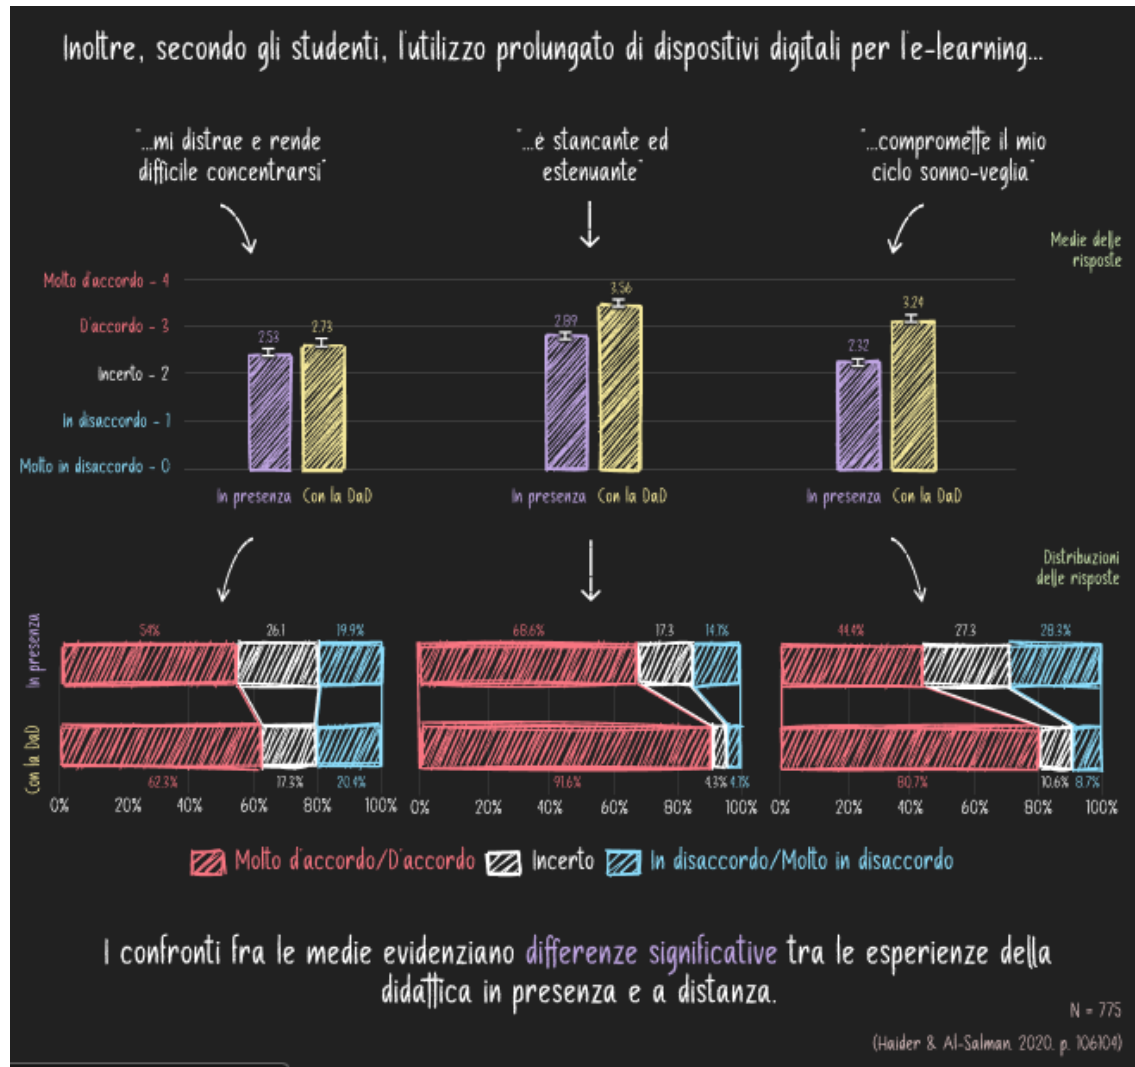 Inoltre, secondo gli studenti, l'utilizzo prolungato di dispositivi digitali per l'e-learning...
"...mi distrae e rende
difficile concentrarsi"
"...è stancante ed
estenuante"
"...compromette il mio
ciclo sonno-veglia"
Medie delle
risposte
Molto d'accordo - 4
D'accordo - 3
Incerto - 2
In disaccordo - 1
Molto in disaccordo - 0
2.53 2.73
2.89 3.56
2.32 3.24
In presenza Con la DaD
In presenza Con la DaD
In presenza Con la DaD
Distribuzioni
delle risposte
In presenza
Con la DaD
54% 26.1 19.9%
62.3% 17.3% 20.4%
0% 20% 40% 60% 80% 100%
68.6% 17.3 14.1%
91.6% 4.3% 4.1%
0% 20% 40% 60% 80% 100%
44.4% 27.3 28.3%
80.7% 10.6% 8.7%
0% 20% 40% 60% 80% 100%
Molto d'accordo/D'accordo Incerto In disaccordo/Molto in disaccordo
I confronti fra le medie evidenziano differenze significative tra le esperienze della
didattica in presenza e a distanza.
N = 775
(Haider & Al-Salman, 2020, p. 106104)